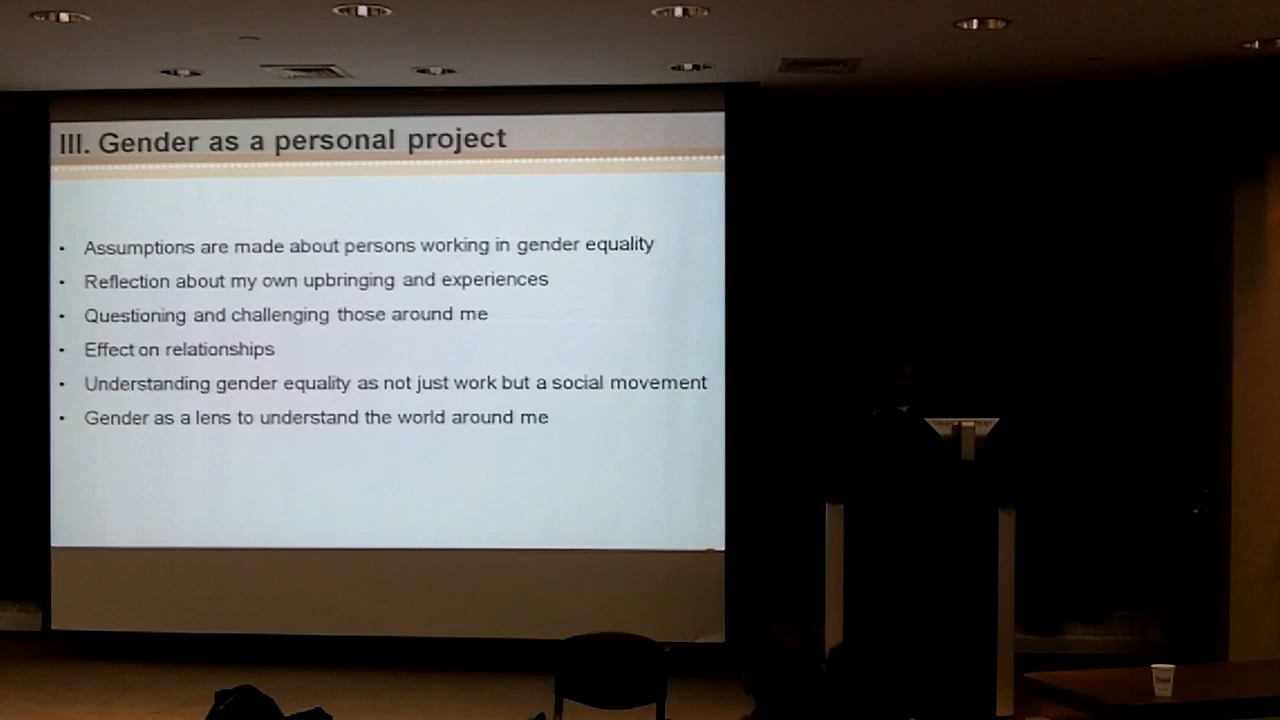 III. Gender as a personal project
• Assumptions are made about persons working in gender equality
• Reflection about my own upbringing and experiences
• Questioning and challenging those around me
• Effect on relationships
• Understanding gender equality as not just work but a social movement
• Gender as a lens to understand the world around me